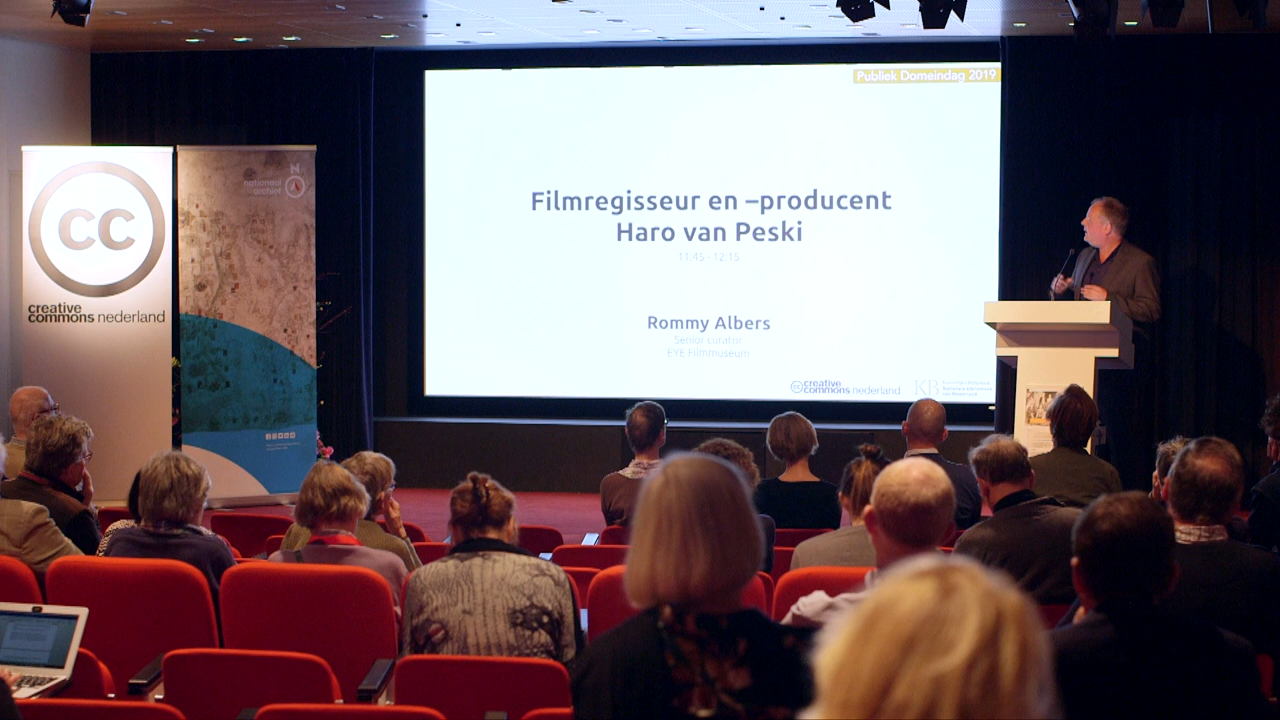 Publiek Domeindag 2019
Filmregisseur en –producent
Haro van Peski
11.45 - 12.15
Rommy Albers
Senior curator
EYE Filmmuseum
creative
commons nederland
KB
cc
creative
commons nederland
nationaal
archief